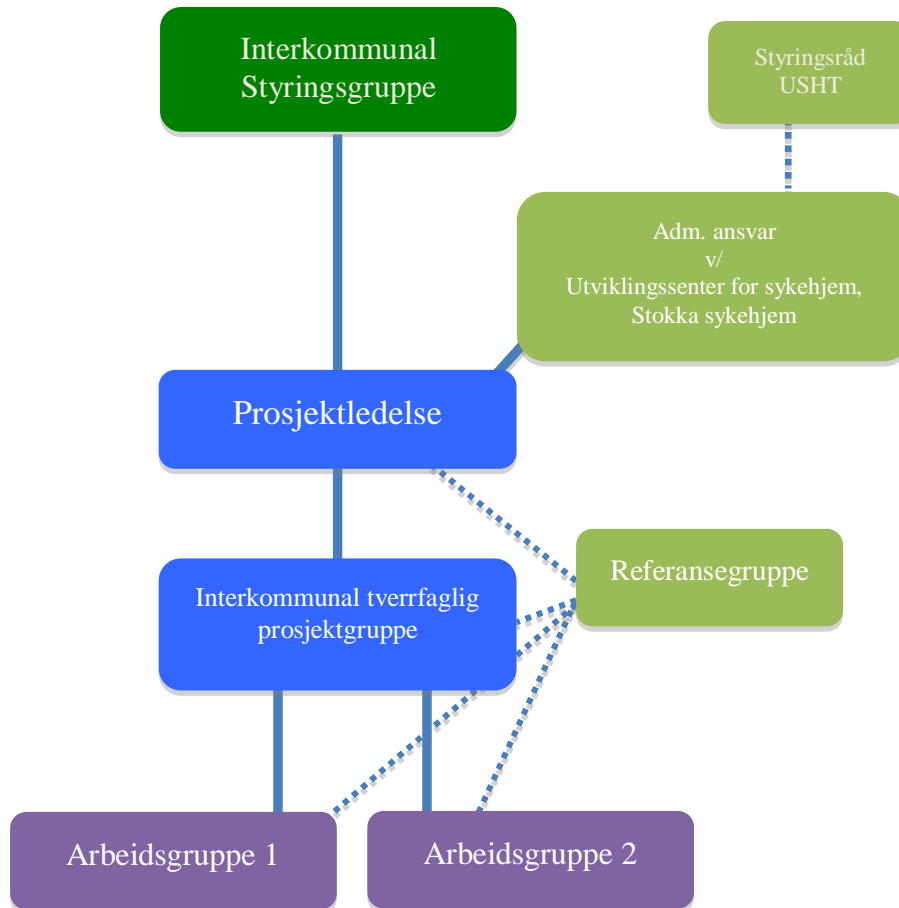 Interkommunal
Styringsgruppe
Styringsråd
USHT
Adm. ansvar
v/
Utviklingssenter for sykehjem,
Stokka sykehjem
Prosjektledelse
Interkommunal tverrfaglig
prosjektgruppe
Referansegruppe
Arbeidsgruppe 1
Arbeidsgruppe 2